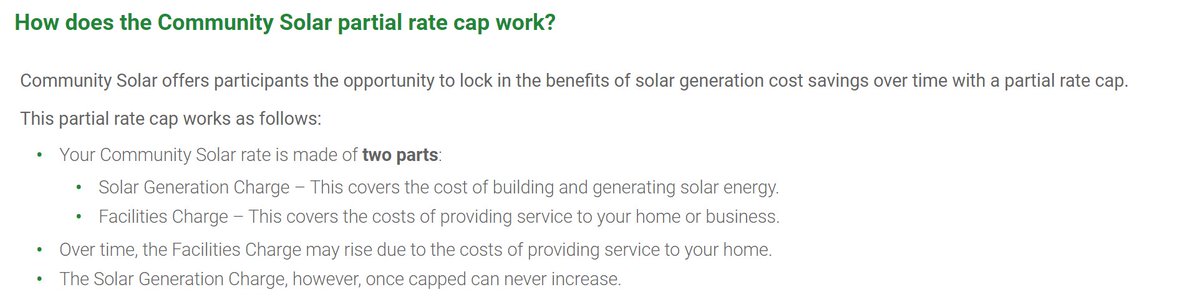 How does the Community Solar partial rate cap work?
Community Solar offers participants the opportunity to lock in the benefits of solar generation cost savings over time with a partial rate cap.
This partial rate cap works as follows:
• Your Community Solar rate is made of two parts:
• Solar Generation Charge – This covers the cost of building and generating solar energy.
• Facilities Charge – This covers the costs of providing service to your home or business.
• Over time, the Facilities Charge may rise due to the costs of providing service to your home.
• The Solar Generation Charge, however, once capped can never increase.